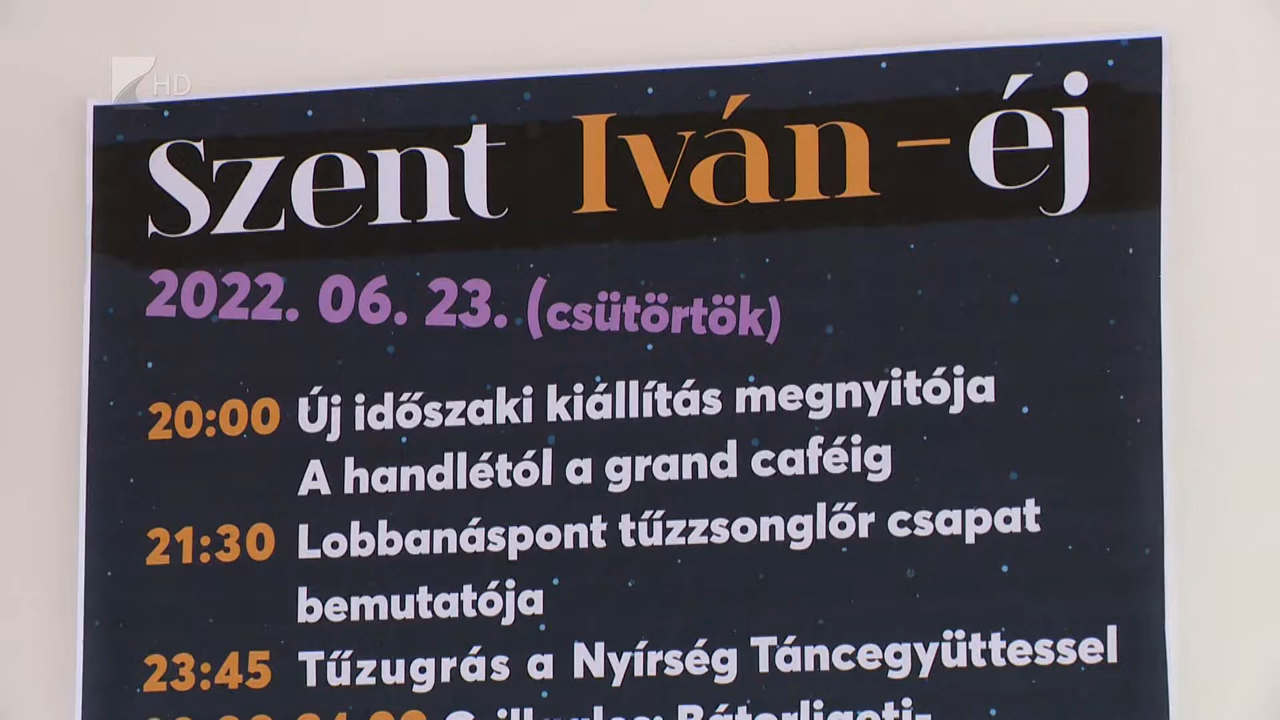 HD
Szent Iván-éj
2022. 06. 23. (csütörtök)
20:00 Új időszaki kiállítás megnyitója
A handlétól a grand caféig
21:30 Lobbanáspont tűzzsonglőr csapat
bemutatója
23:45 Tűzugrás a Nyírség Táncegyüttessel